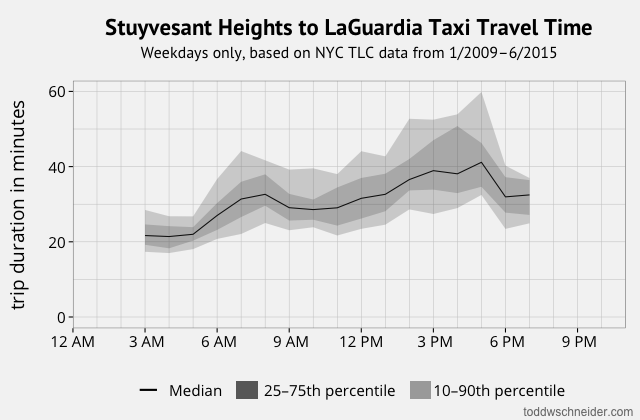 Stuyvesant Heights to LaGuardia Taxi Travel Time
Weekdays only, based on NYC TLC data from 1/2009–6/2015
trip duration in minutes
60
40
20
0
12 AM 3 AM 6 AM 9 AM 12 PM 3 PM 6 PM 9 PM
Median 25–75th percentile 10–90th percentile
toddwschneider.com